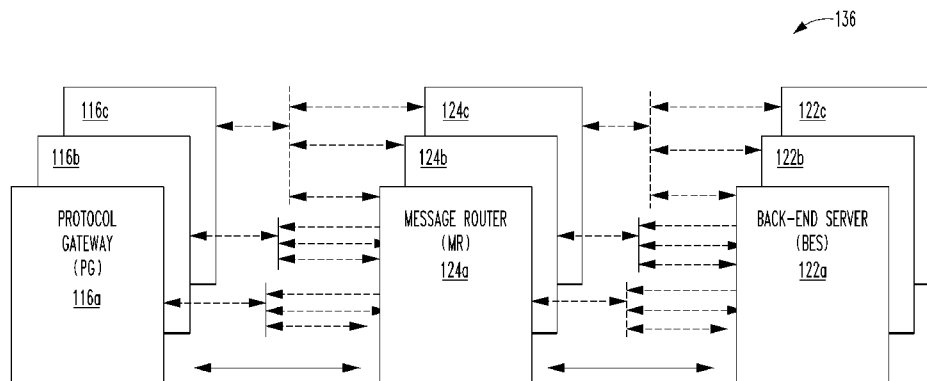 136
116c
124c
122c
116b
124b
122b
PROTOCOL
GATEWAY
(PG)
116a
MESSAGE ROUTER
(MR)
124a
BACK-END SERVER
(BES)
122a